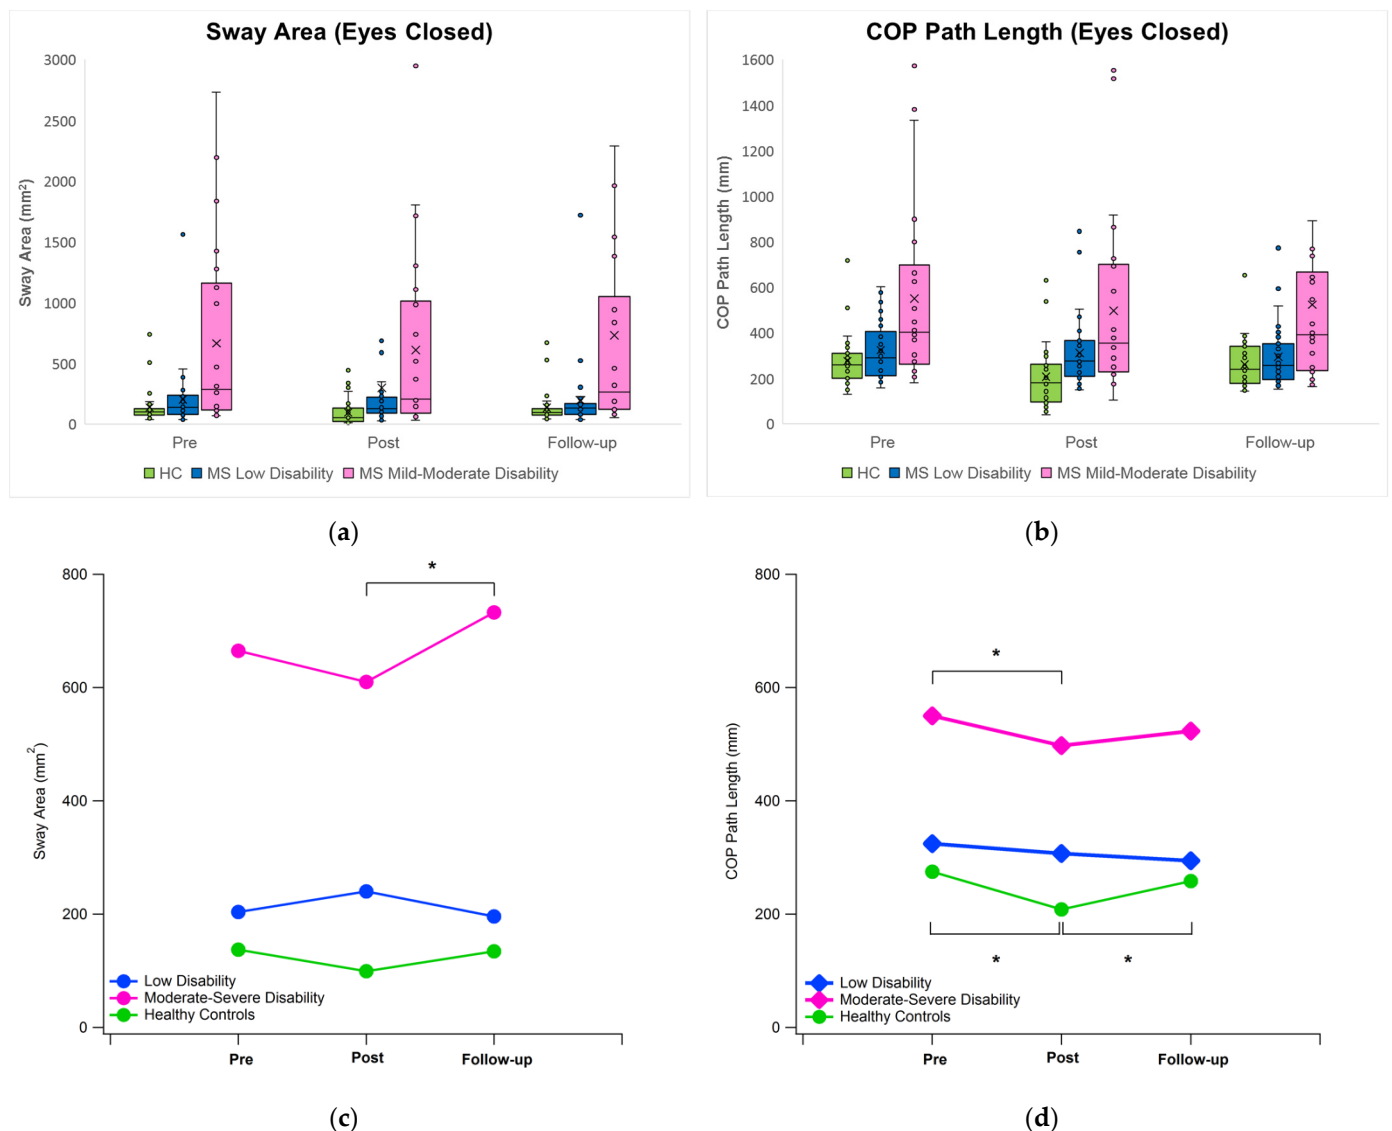 Sway Area (Eyes Closed)
3000
2500
2000
1500
1000
500
0
Sway Area (mm²)
Pre Post Follow-up
HC MS Low Disability MS Mild-Moderate Disability
(a)
COP Path Length (Eyes Closed)
1600
1400
1200
1000
800
600
400
200
0
COP Path Length (mm)
Pre Post Follow-up
HC MS Low Disability MS Mild-Moderate Disability
(b)
800
600
400
200
0
Sway Area (mm²)
*
Low Disability
Moderate-Severe Disability
Healthy Controls
Pre Post Follow-up
(c)
800
600
400
200
0
COP Path Length (mm)
*
* *
Low Disability
Moderate-Severe Disability
Healthy Controls
Pre Post Follow-up
(d)